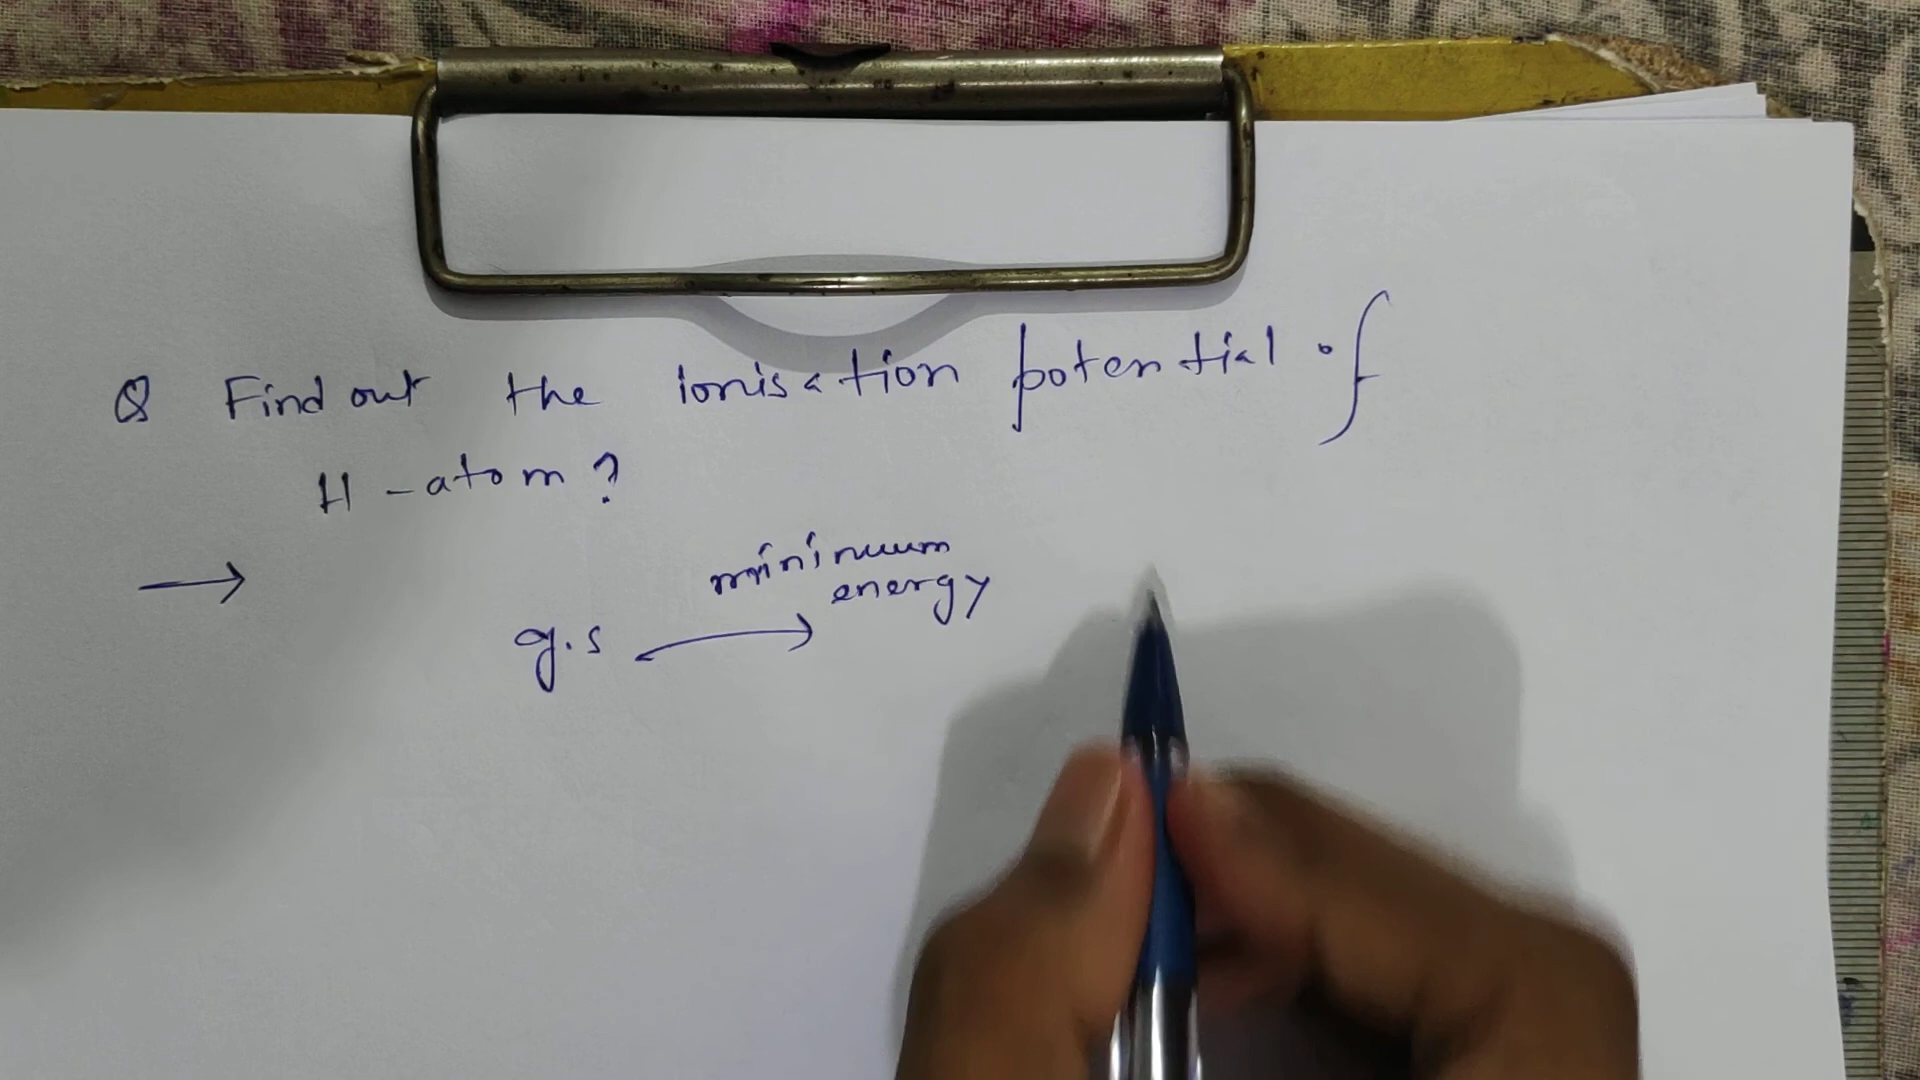 Q Find out the ionisation potential of
H-atom?
→
minimum
energy
g.s →